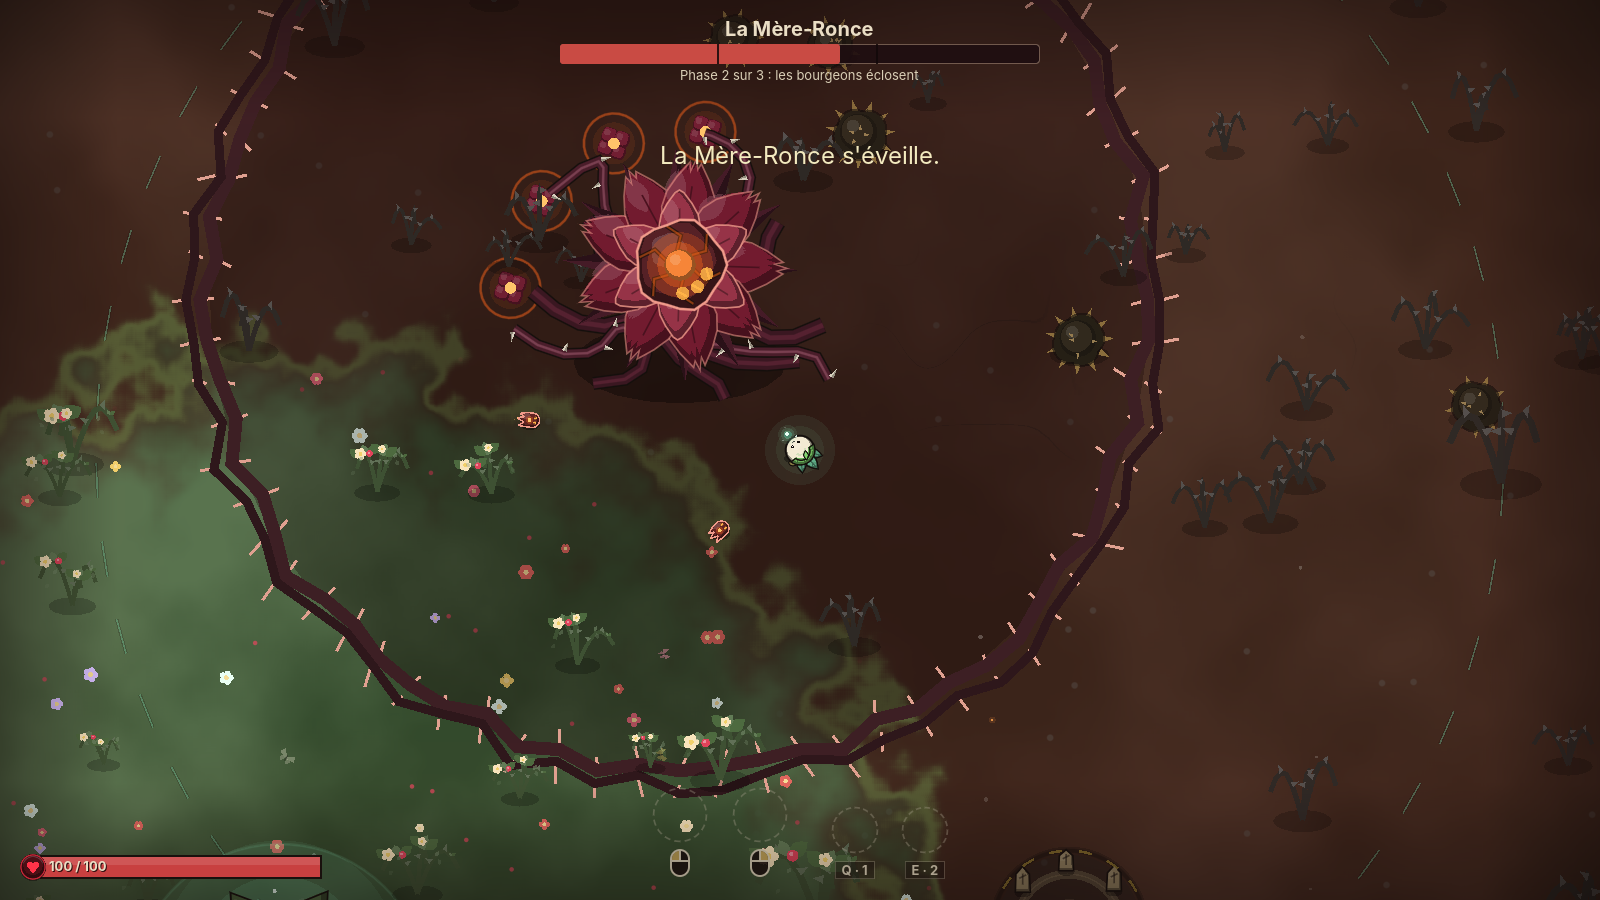 La Mère-Ronce
Phase 2 sur 3 : les bourgeons éclosent
La Mère-Ronce s'éveille.
100 / 100
Q · 1
E · 2